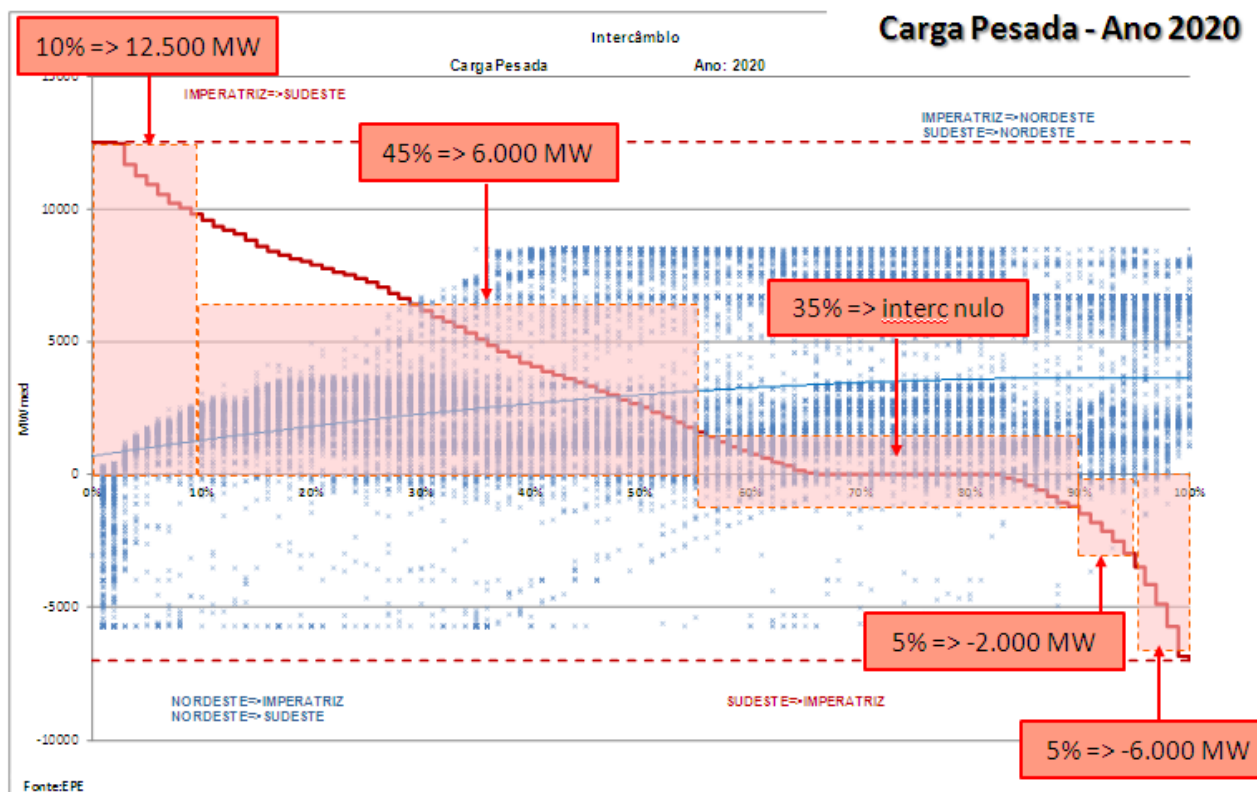 Carga Pesada - Ano 2020
10% => 12.500 MW
Intercâmbio
Carga Pesada Ano: 2020
15000
IMPERATRIZ=>SUDESTE
IMPERATRIZ=>NORDESTE
SUDESTE=>NORDESTE
45% => 6.000 MW
10000
35% => interc nulo
5000
MWmed
0
0% 10% 20% 30% 40% 50% 60% 70% 80% 90% 100%
-5000
5% => -2.000 MW
NORDESTE=>IMPERATRIZ
NORDESTE=>SUDESTE
SUDESTE=>IMPERATRIZ
-10000
5% => -6.000 MW
Fonte:EPE